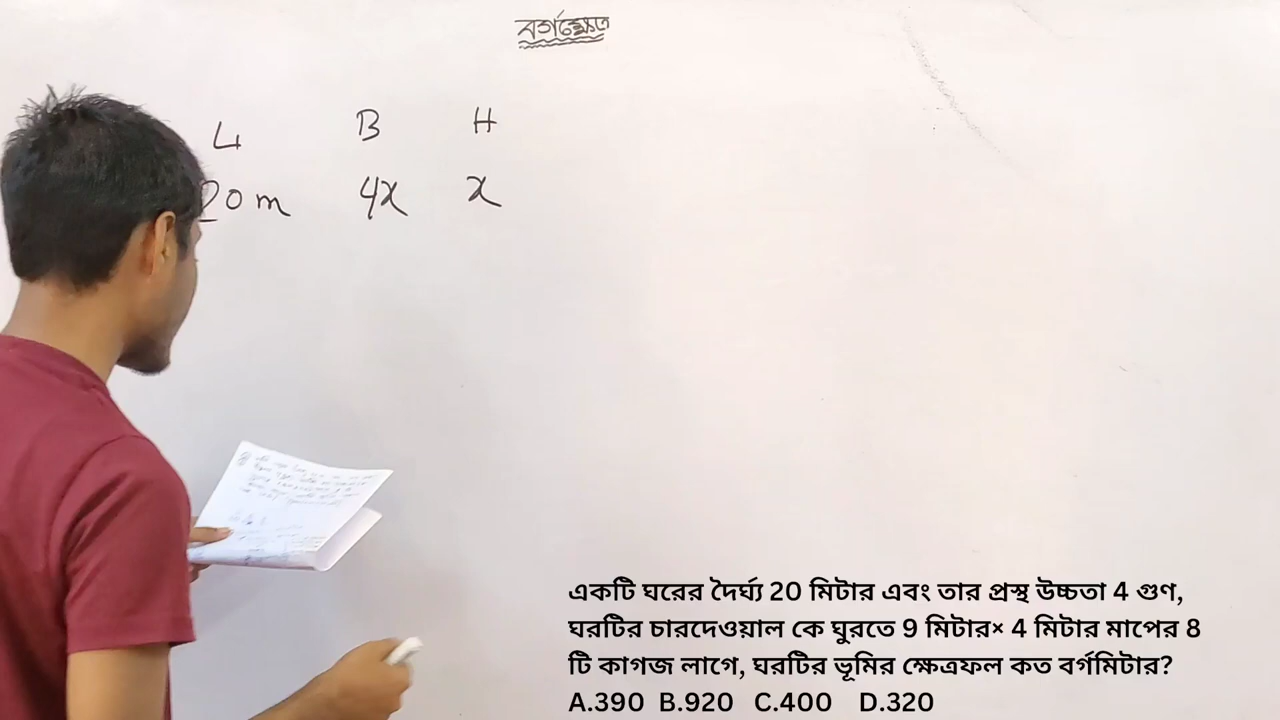 বর্গক্ষেত্র
L B H
20 m 4x x
একটি ঘরের দৈর্ঘ্য 20 মিটার এবং তার প্রস্থ উচ্চতা 4 গুণ,
ঘরটির চারদেওয়াল কে ঘুরতে 9 মিটার× 4 মিটার মাপের 8
টি কাগজ লাগে, ঘরটির ভূমির ক্ষেত্রফল কত বর্গমিটার?
A.390 B.920 C.400 D.320